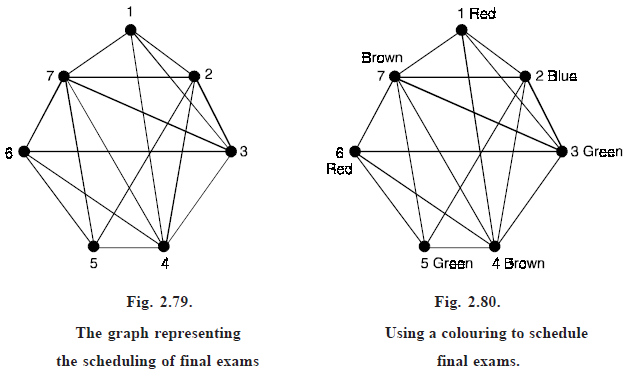 1
7
2
6
3
5
4
Fig. 2.79.
The graph representing
the scheduling of final exams
1 Red
Brown
7
2 Blue
6
Red
3 Green
5 Green
4 Brown
Fig. 2.80.
Using a colouring to schedule
final exams.